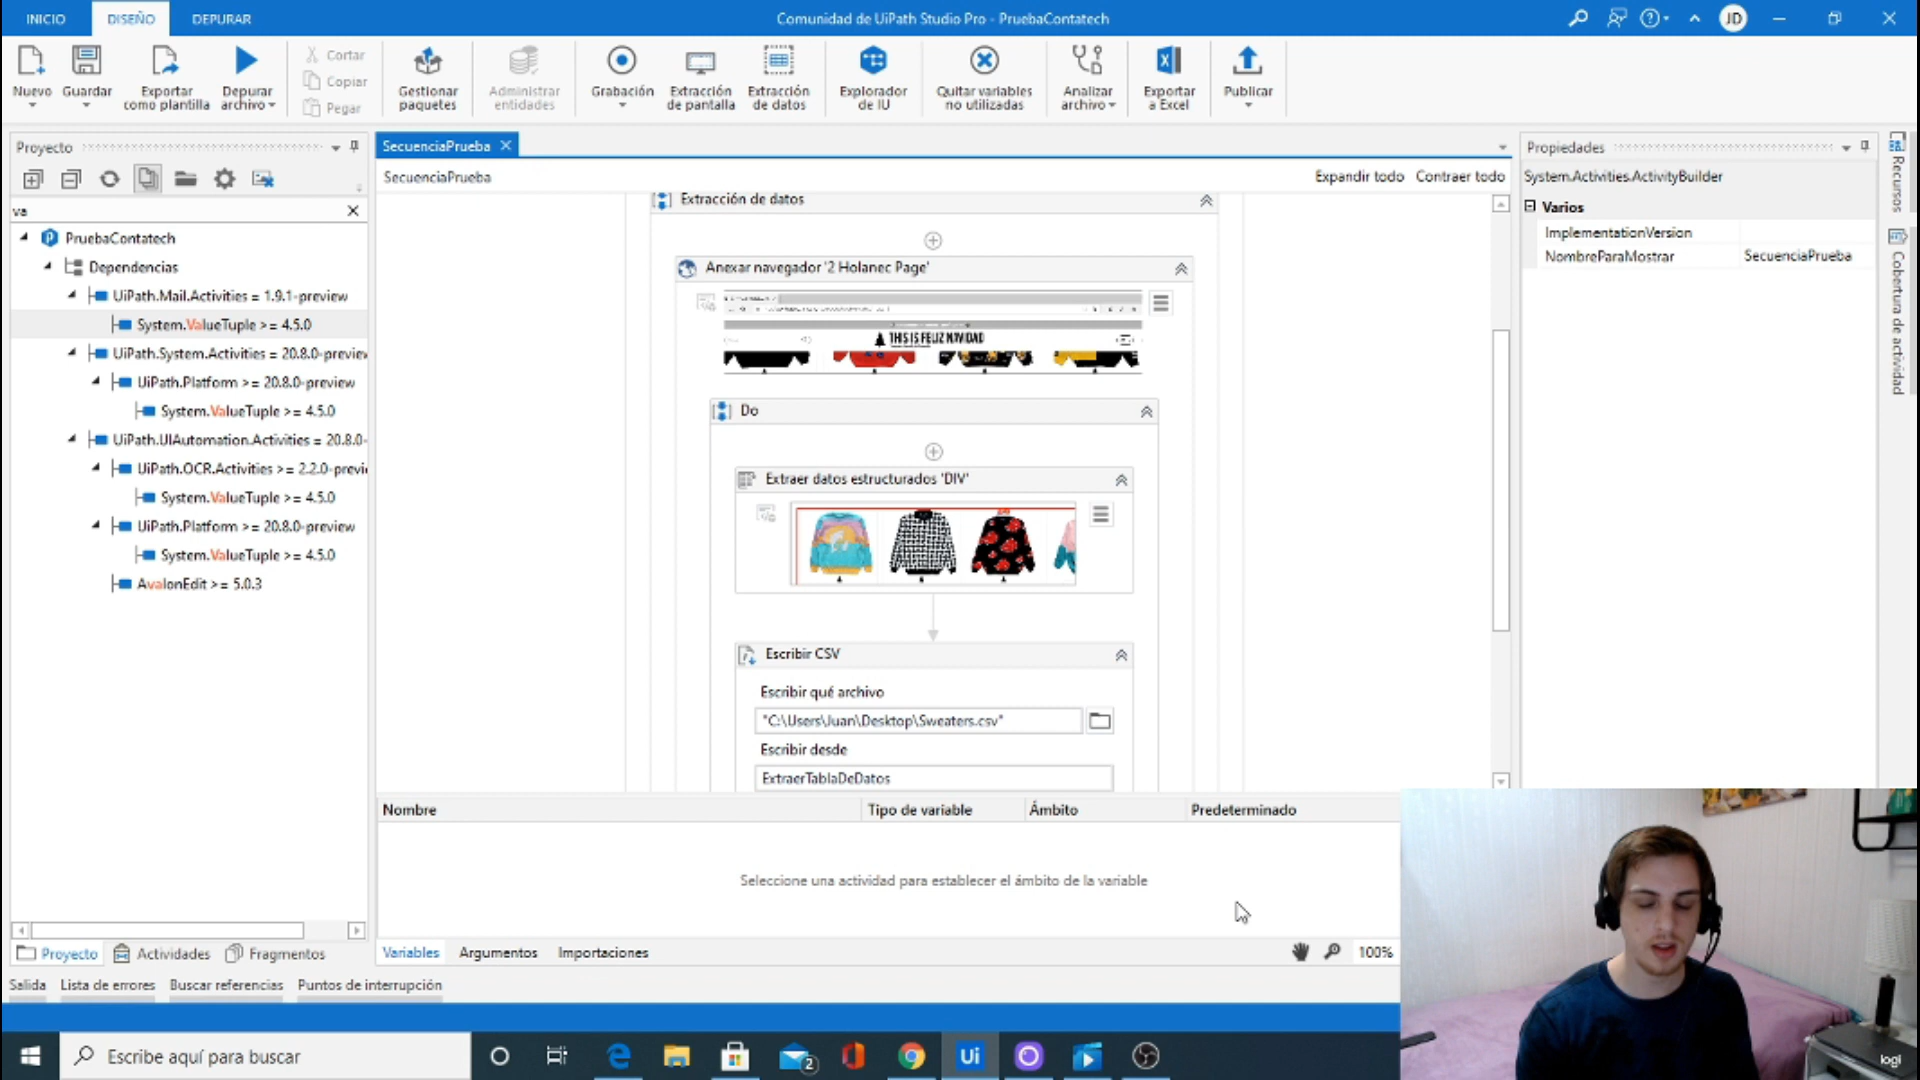 INICIO
DISEÑO
DEPURAR
Comunidad de UiPath Studio Pro - PruebaContatech
JD
Nuevo
Guardar
Exportar como plantilla
Depurar archivo
Cortar
Copiar
Pegar
Gestionar paquetes
Administrar entidades
Grabación
Extracción de pantalla
Extracción de datos
Explorador de IU
Quitar variables no utilizadas
Analizar archivo
Exportar a Excel
Publicar
Proyecto
va
PruebaContatech
Dependencias
UiPath.Mail.Activities = 1.9.1-preview
System.ValueTuple >= 4.5.0
UiPath.System.Activities = 20.8.0-preview
UiPath.Platform >= 20.8.0-preview
System.ValueTuple >= 4.5.0
UiPath.UIAutomation.Activities = 20.8.0-
UiPath.OCR.Activities >= 2.2.0-previ
System.ValueTuple >= 4.5.0
UiPath.Platform >= 20.8.0-preview
System.ValueTuple >= 4.5.0
AvalonEdit >= 5.0.3
Proyecto
Actividades
Fragmentos
SecuenciaPrueba
SecuenciaPrueba
Expandir todo
Contraer todo
Extracción de datos
Anexar navegador '2 Holanec Page'
THIS IS FELIZ NAVIDAD
Do
Extraer datos estructurados 'DIV'
Escribir CSV
Escribir qué archivo
"C:\Users\Juan\Desktop\Sweaters.csv"
Escribir desde
ExtraerTablaDeDatos
Nombre
Tipo de variable
Ámbito
Predeterminado
Seleccione una actividad para establecer el ámbito de la variable
Variables
Argumentos
Importaciones
100%
Propiedades
System.Activities.ActivityBuilder
Varios
ImplementationVersion
NombreParaMostrar
SecuenciaPrueba
Recursos
Cobertura de actividad
Salida
Lista de errores
Buscar referencias
Puntos de interrupción
Escribe aquí para buscar
2
Ui
logi